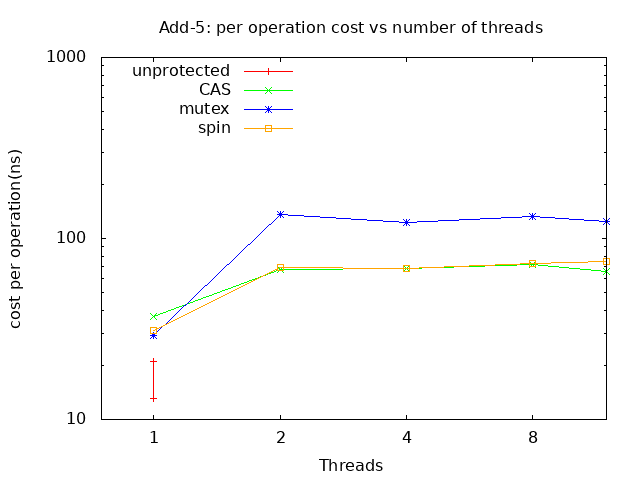 Add-5: per operation cost vs number of threads
1000
unprotected
CAS
mutex
spin
100
10
cost per operation(ns)
1 2 4 8
Threads